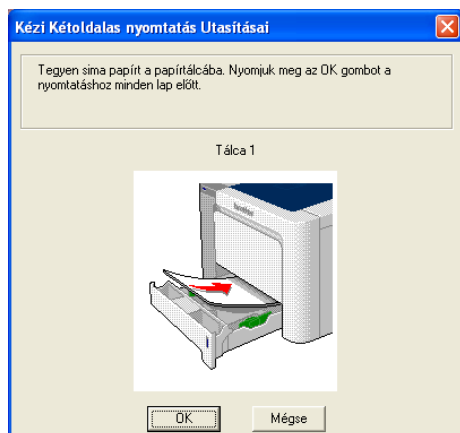 Kézi Kétoldalas nyomtatás Utasításai
Tegyen sima papírt a papírtálcába. Nyomjuk meg az OK gombot a
nyomtatáshoz minden lap előtt.
Tálca 1
brother
OK
Mégse